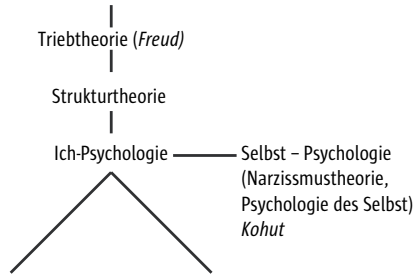 Triebtheorie (Freud)
Strukturtheorie
Ich-Psychologie
Selbst – Psychologie
(Narzissmustheorie,
Psychologie des Selbst)
Kohut